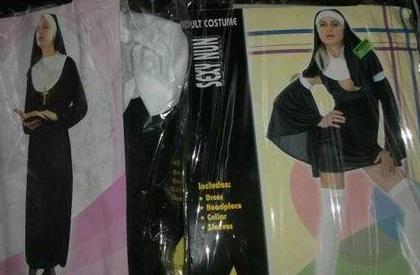 ADULT COSTUME
SEXY NUN
Includes:
• Dress
• Headpiece
• Collar
• Sleeves